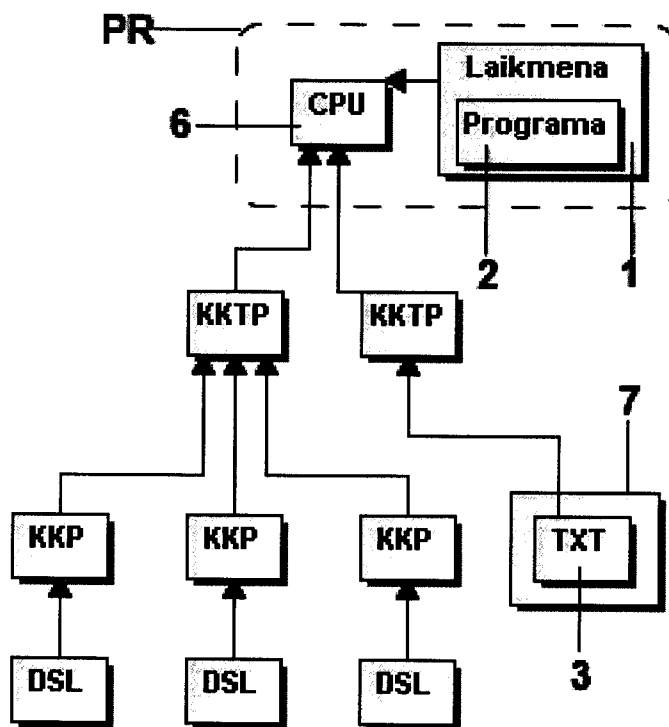 PR
Laikmena
CPU
Programa
6
2 1
KKTP KKTP
7
KKP KKP KKP TXT
DSL DSL DSL 3